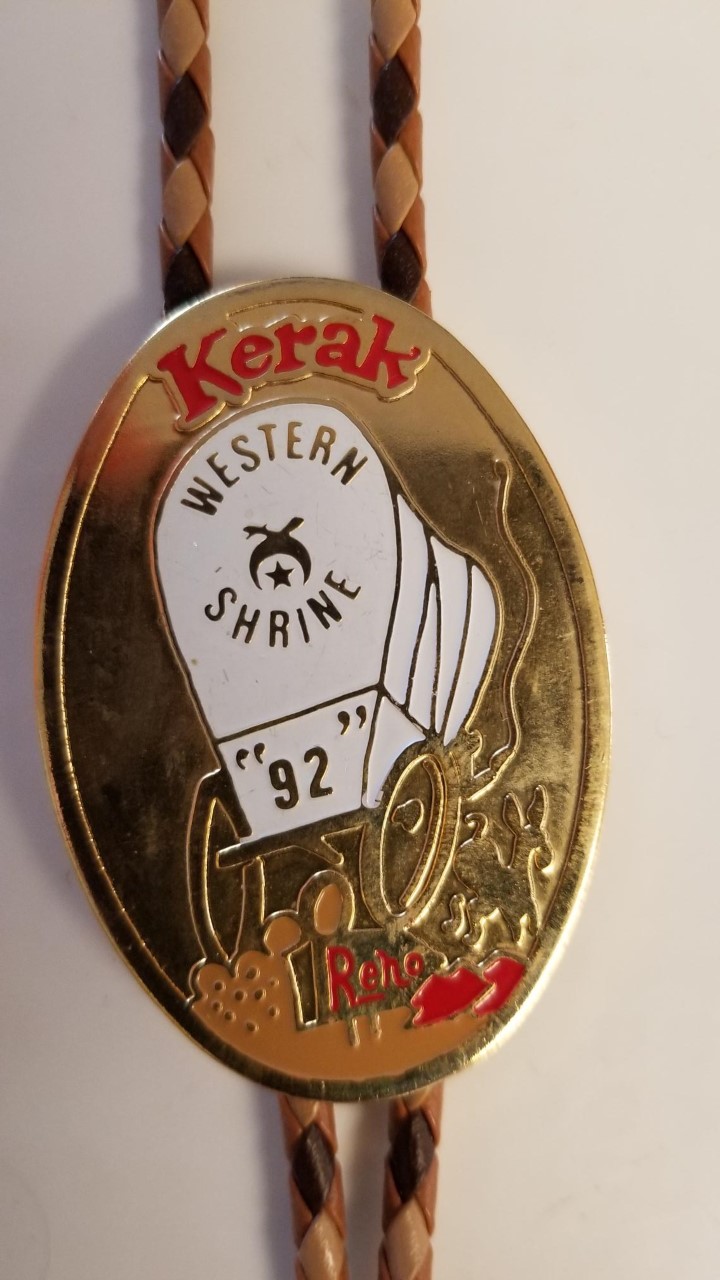 Kerak
WESTERN
SHRINE
“92”
Reno